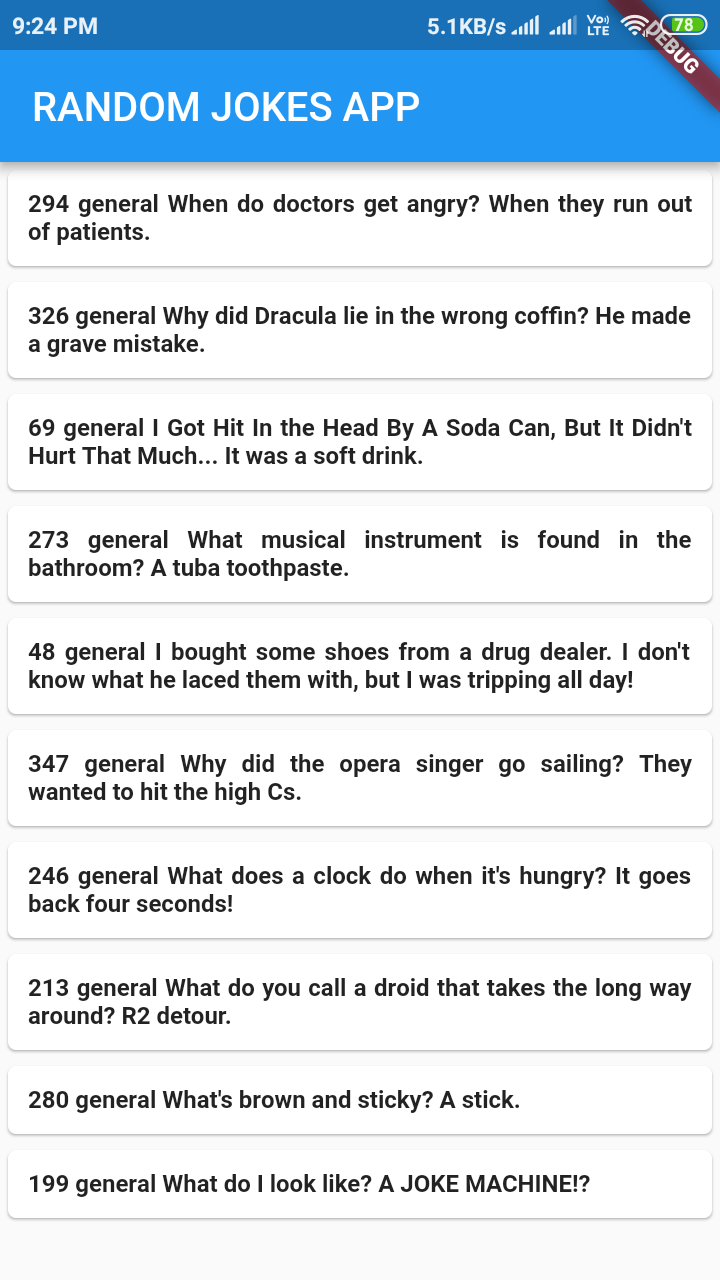 9:24 PM 5.1KB/s Vo) LTE 78
DEBUG
RANDOM JOKES APP
294 general When do doctors get angry? When they run out
of patients.
326 general Why did Dracula lie in the wrong coffin? He made
a grave mistake.
69 general I Got Hit In the Head By A Soda Can, But It Didn't
Hurt That Much... It was a soft drink.
273 general What musical instrument is found in the
bathroom? A tuba toothpaste.
48 general I bought some shoes from a drug dealer. I don't
know what he laced them with, but I was tripping all day!
347 general Why did the opera singer go sailing? They
wanted to hit the high Cs.
246 general What does a clock do when it's hungry? It goes
back four seconds!
213 general What do you call a droid that takes the long way
around? R2 detour.
280 general What's brown and sticky? A stick.
199 general What do I look like? A JOKE MACHINE!?